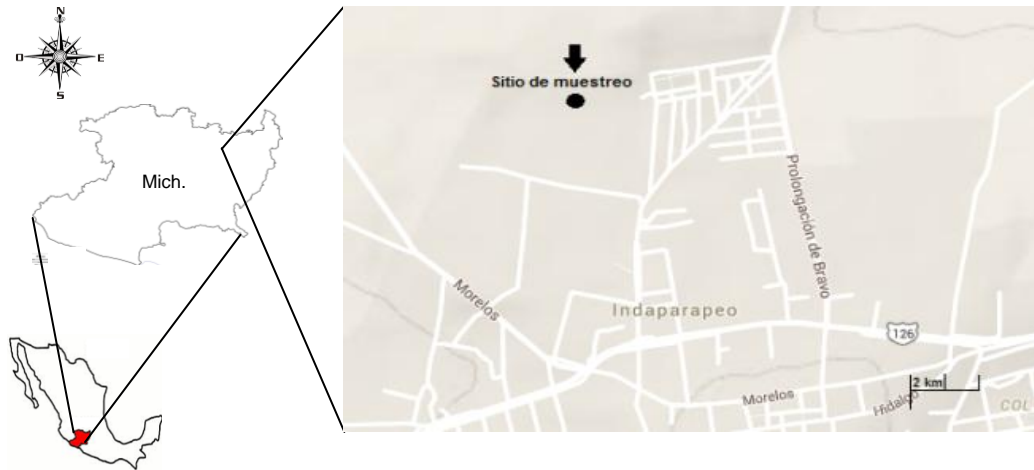 N
O
E
S
Mich.
Sitio de muestreo
Prolongación de Bravo
Morelos
Indaparapeo
126
2 km
Morelos
Hidalgo
COL